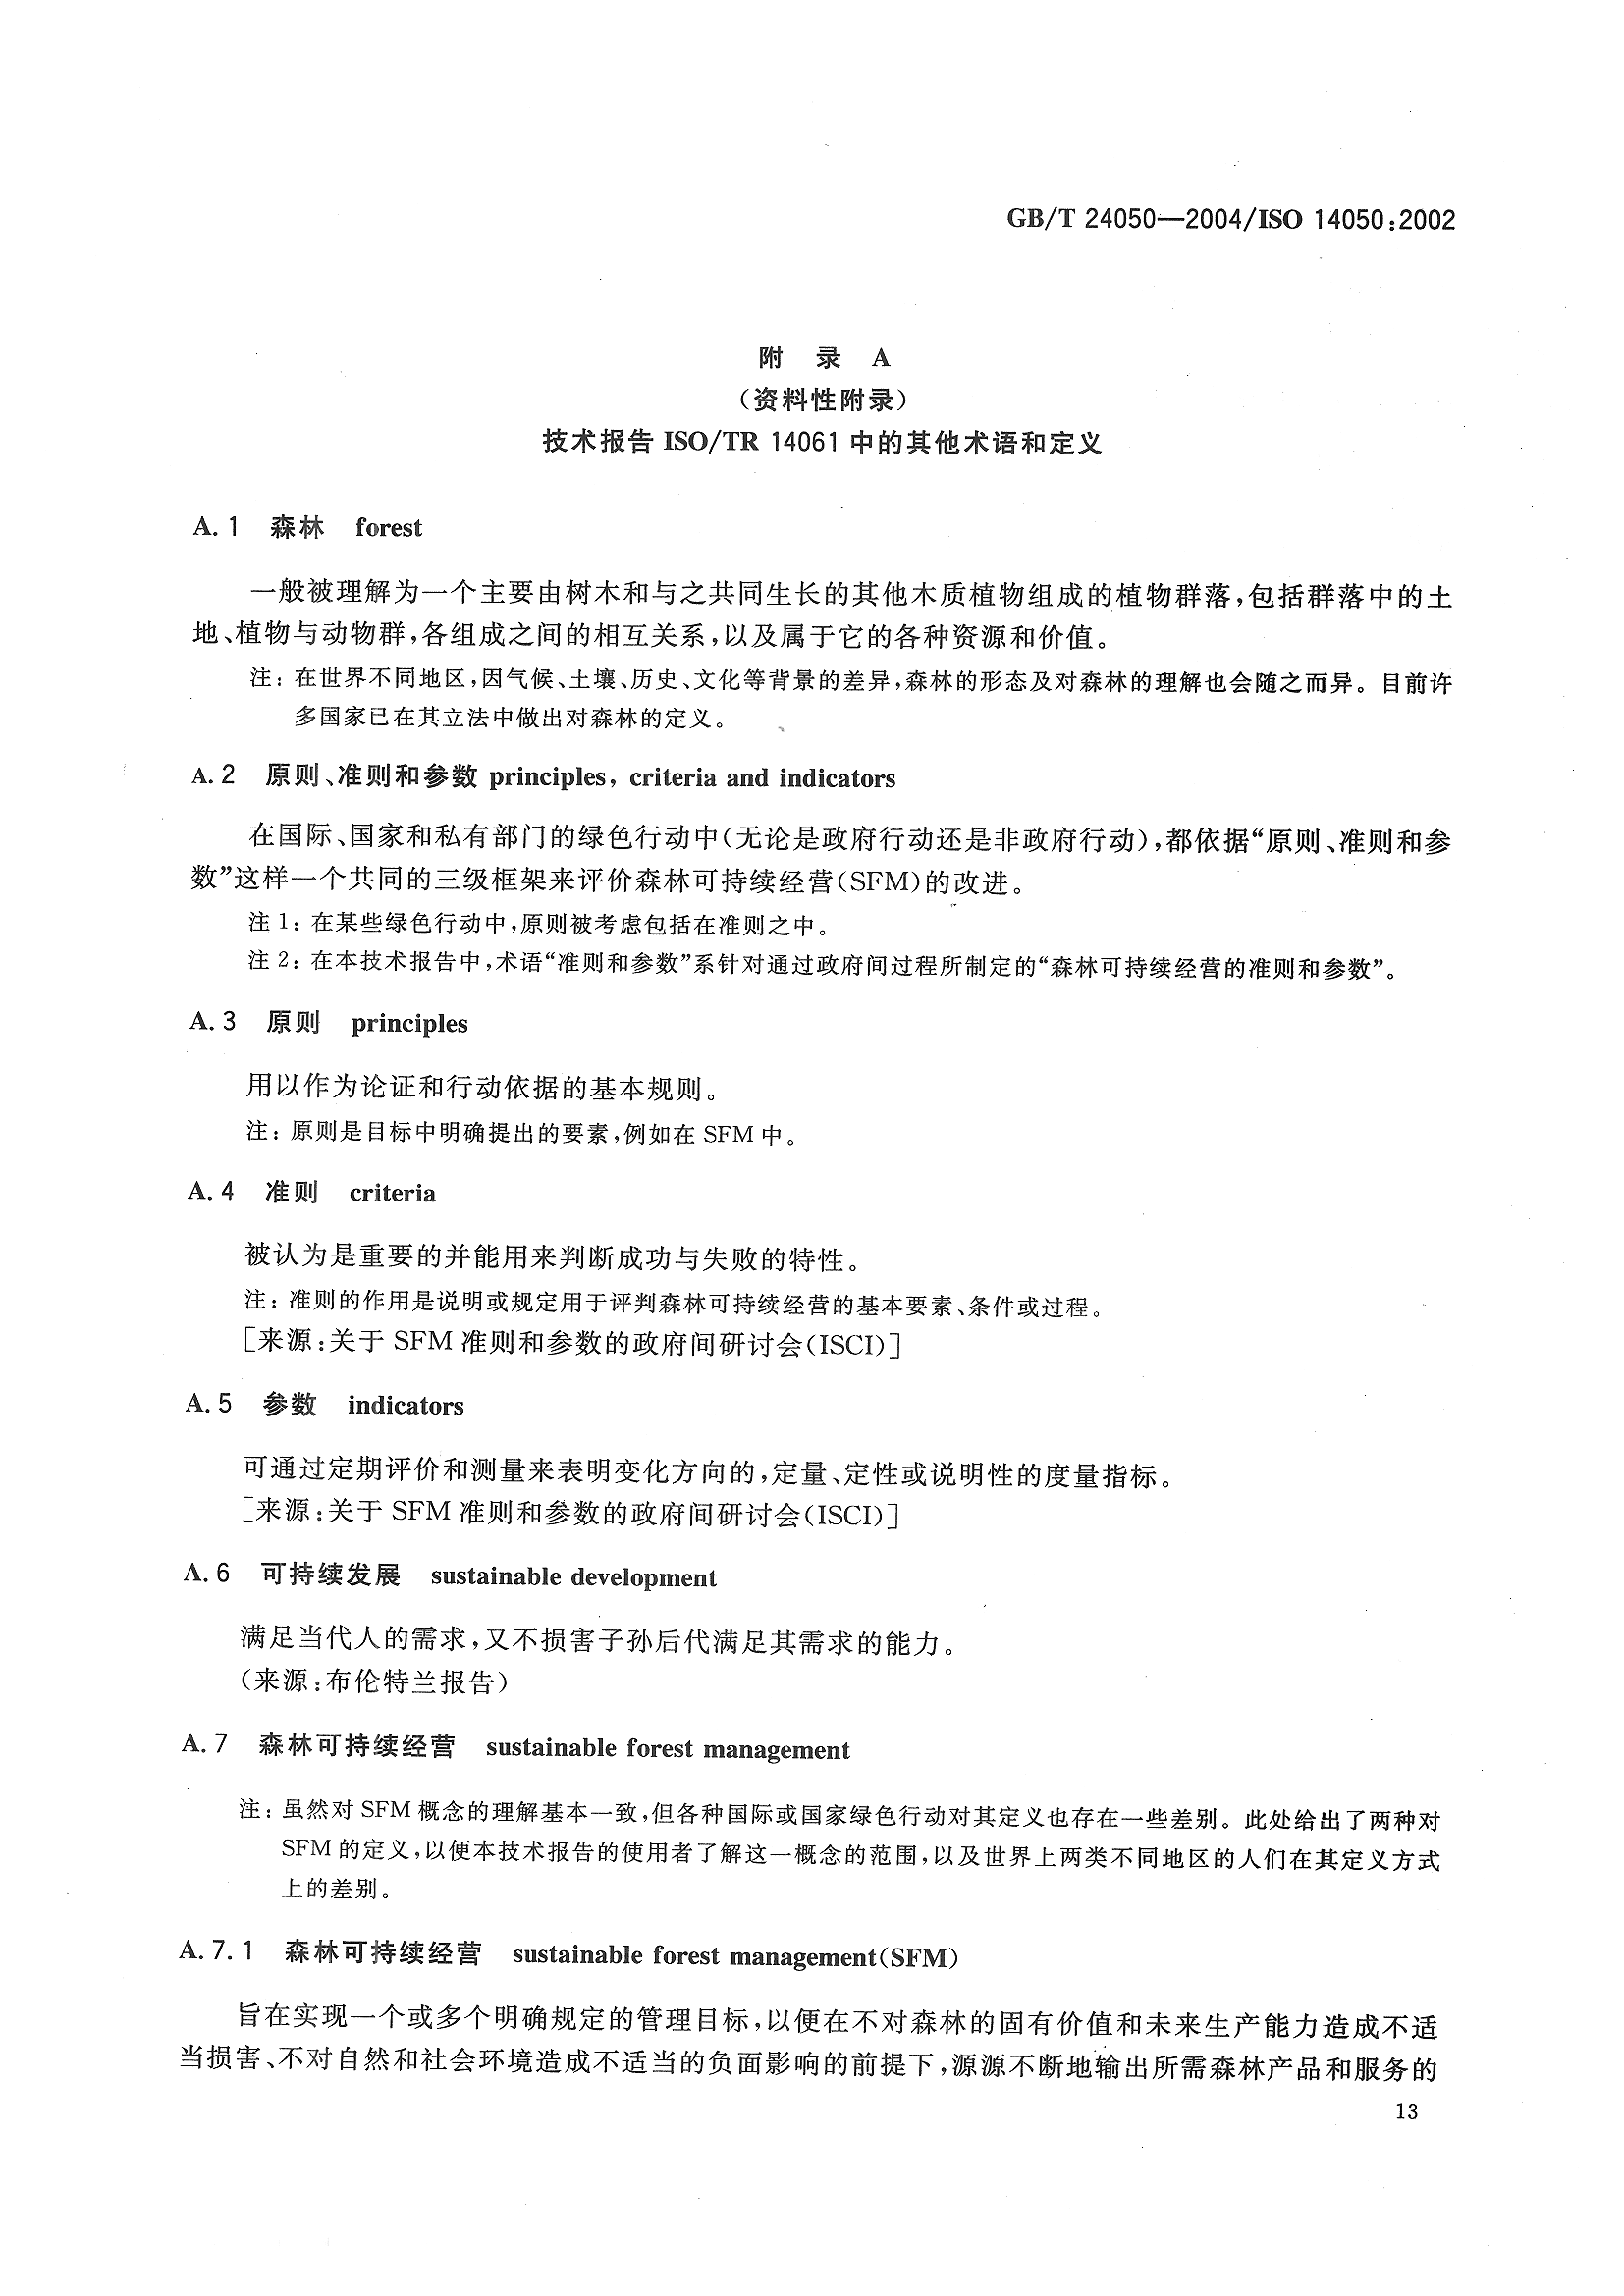 GB/T 24050—2004/ISO 14050:2002
附 录 A
(资料性附录)
技术报告 ISO/TR 14061 中的其他术语和定义
A.1 森林 forest
一般被理解为一个主要由树木和与之共同生长的其他木质植物组成的植物群落,包括群落中的土
地、植物与动物群,各组成之间的相互关系,以及属于它的各种资源和价值。
注:在世界不同地区,因气候、土壤、历史、文化等背景的差异,森林的形态及对森林的理解也会随之而异。目前许
多国家已在其立法中做出对森林的定义。
A.2 原则、准则和参数 principles, criteria and indicators
在国际、国家和私有部门的绿色行动中(无论是政府行动还是非政府行动),都依据“原则、准则和参
数”这样一个共同的三级框架来评价森林可持续经营(SFM)的改进。
注 1:在某些绿色行动中,原则被考虑包括在准则之中。
注 2:在本技术报告中,术语“准则和参数”系针对通过政府间过程所制定的“森林可持续经营的准则和参数”。
A.3 原则 principles
用以作为论证和行动依据的基本规则。
注:原则是目标中明确提出的要素,例如在 SFM 中。
A.4 准则 criteria
被认为是重要的并能用来判断成功与失败的特性。
注:准则的作用是说明或规定用于评判森林可持续经营的基本要素、条件或过程。
[来源:关于 SFM 准则和参数的政府间研讨会(ISCI)]
A.5 参数 indicators
可通过定期评价和测量来表明变化方向的,定量、定性或说明性的度量指标。
[来源:关于 SFM 准则和参数的政府间研讨会(ISCI)]
A.6 可持续发展 sustainable development
满足当代人的需求,又不损害子孙后代满足其需求的能力。
(来源:布伦特兰报告)
A.7 森林可持续经营 sustainable forest management
注:虽然对 SFM 概念的理解基本一致,但各种国际或国家绿色行动对其定义也存在一些差别。此处给出了两种对
SFM 的定义,以便本技术报告的使用者了解这一概念的范围,以及世界上两类不同地区的人们在其定义方式
上的差别。
A.7.1 森林可持续经营 sustainable forest management(SFM)
旨在实现一个或多个明确规定的管理目标,以便在不对森林的固有价值和未来生产能力造成不适
当损害、不对自然和社会环境造成不适当的负面影响的前提下,源源不断地输出所需森林产品和服务的
13